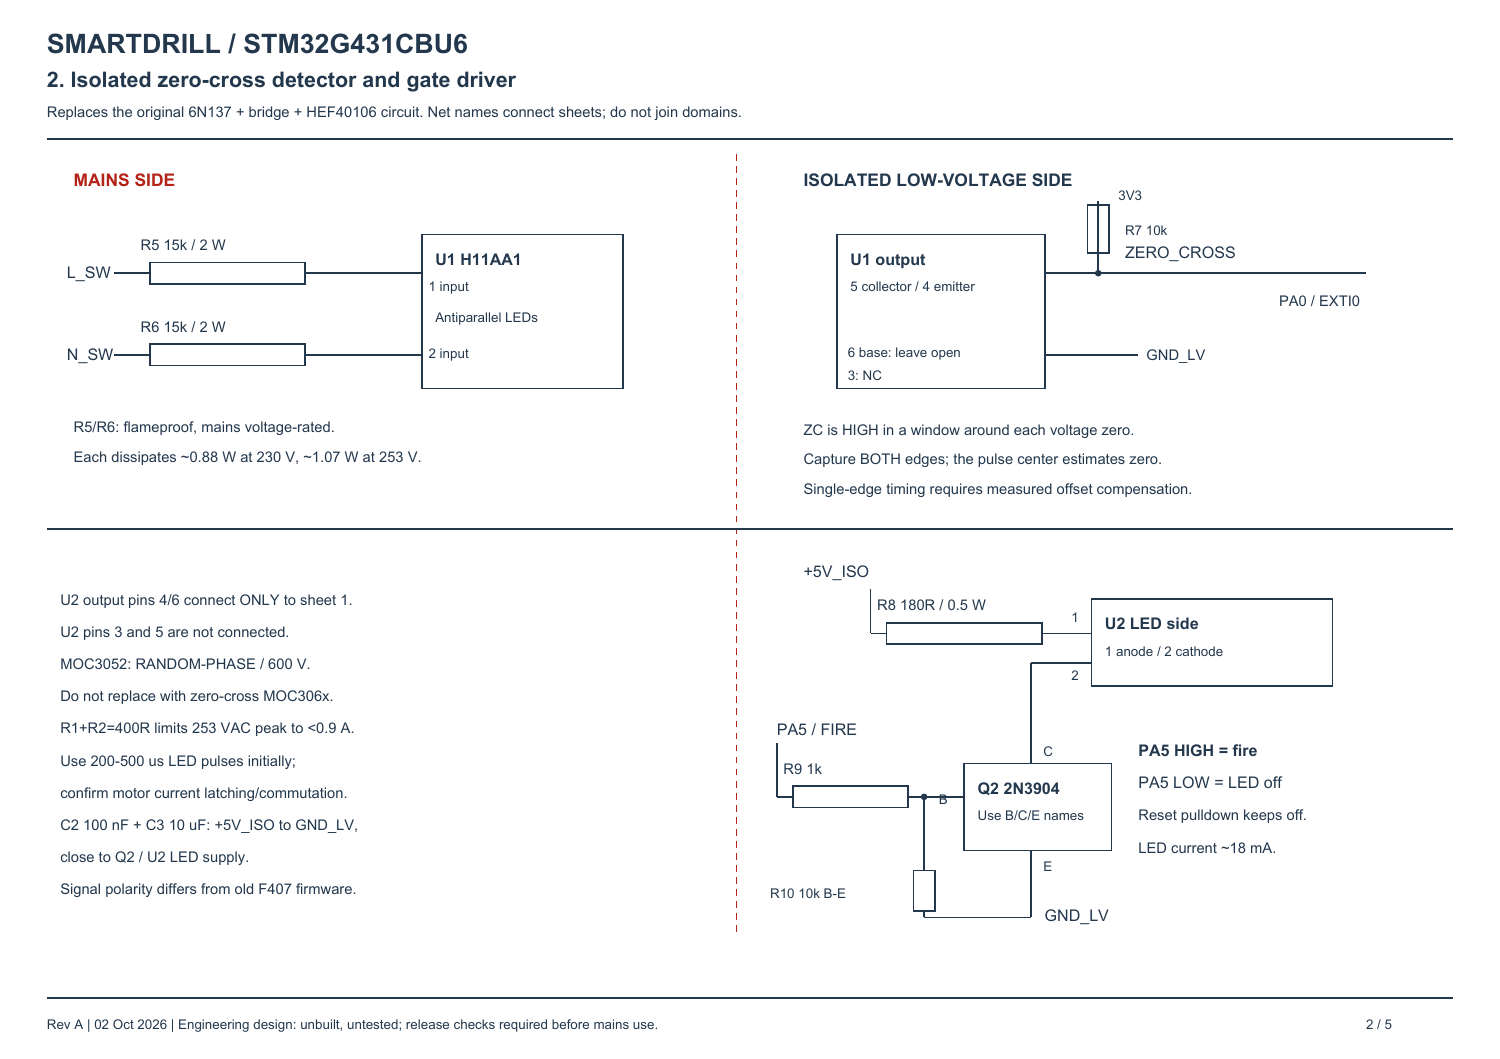 SMARTDRILL / STM32G431CBU6
2. Isolated zero-cross detector and gate driver
Replaces the original 6N137 + bridge + HEF40106 circuit. Net names connect sheets; do not join domains.
MAINS SIDE
R5 15k / 2 W
L_SW
U1 H11AA1
1 input
Antiparallel LEDs
R6 15k / 2 W
N_SW
2 input
R5/R6: flameproof, mains voltage-rated.
Each dissipates ~0.88 W at 230 V, ~1.07 W at 253 V.
ISOLATED LOW-VOLTAGE SIDE
3V3
R7 10k
ZERO_CROSS
U1 output
5 collector / 4 emitter
PA0 / EXTI0
6 base: leave open
GND_LV
3: NC
ZC is HIGH in a window around each voltage zero.
Capture BOTH edges; the pulse center estimates zero.
Single-edge timing requires measured offset compensation.
U2 output pins 4/6 connect ONLY to sheet 1.
U2 pins 3 and 5 are not connected.
MOC3052: RANDOM-PHASE / 600 V.
Do not replace with zero-cross MOC306x.
R1+R2=400R limits 253 VAC peak to <0.9 A.
Use 200-500 us LED pulses initially;
confirm motor current latching/commutation.
C2 100 nF + C3 10 uF: +5V_ISO to GND_LV,
close to Q2 / U2 LED supply.
Signal polarity differs from old F407 firmware.
+5V_ISO
R8 180R / 0.5 W
1
U2 LED side
1 anode / 2 cathode
2
PA5 / FIRE
C
R9 1k
B
Q2 2N3904
Use B/C/E names
E
R10 10k B-E
GND_LV
PA5 HIGH = fire
PA5 LOW = LED off
Reset pulldown keeps off.
LED current ~18 mA.
Rev A | 02 Oct 2026 | Engineering design: unbuilt, untested; release checks required before mains use.
2 / 5